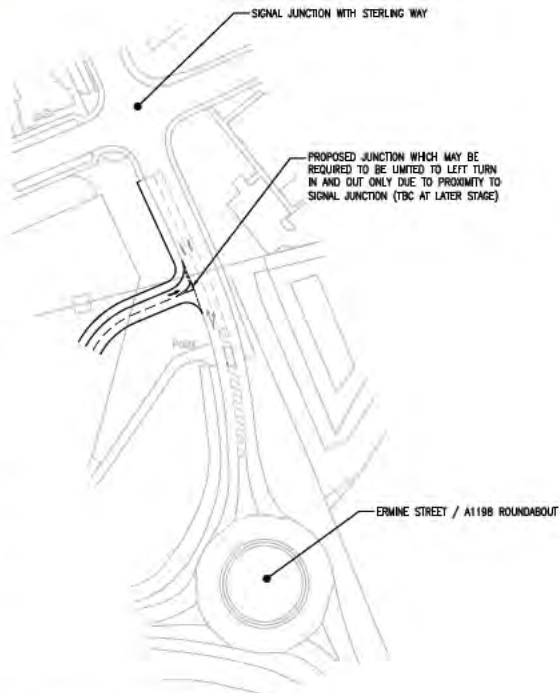 SIGNAL JUNCTION WITH STERLING WAY
PROPOSED JUNCTION WHICH MAY BE
REQUIRED TO BE LIMITED TO LEFT TURN
IN AND OUT ONLY DUE TO PROXIMITY TO
SIGNAL JUNCTION (TBC AT LATER STAGE)
ERMINE STREET / A1198 ROUNDABOUT